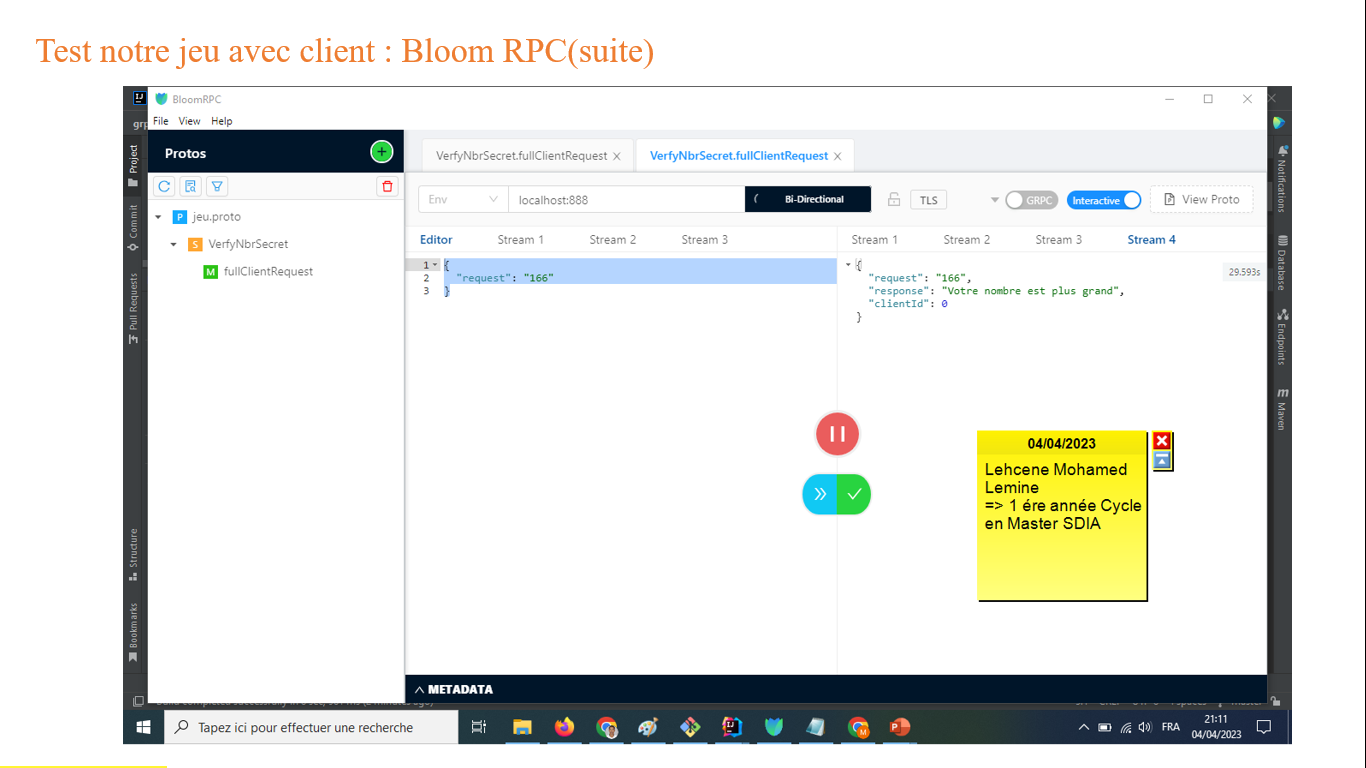 Test notre jeu avec client : Bloom RPC(suite)
BloomRPC
File View Help
grp
Project
Commit
Pull Requests
Structure
Bookmarks
Protos
jeu.proto
VerfyNbrSecret
fullClientRequest
VerfyNbrSecret.fullClientRequest
VerfyNbrSecret.fullClientRequest
Env
localhost:888
Bi-Directional
TLS
GRPC
Interactive
View Proto
Editor Stream 1 Stream 2 Stream 3
1 {
2 "request": "166"
3 }
Stream 1 Stream 2 Stream 3 Stream 4
{
"request": "166",
"response": "Votre nombre est plus grand",
"clientId": 0
}
29.593s
04/04/2023
Lehcene Mohamed
Lemine
=> 1 ére année Cycle
en Master SDIA
METADATA
Notifications
Database
Endpoints
m Maven
Tapez ici pour effectuer une recherche
FRA
21:11
04/04/2023